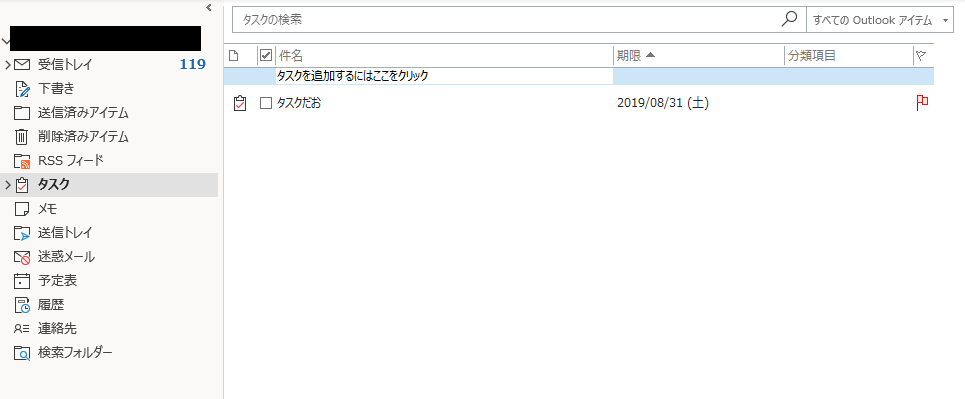 タスクの検索
すべての Outlook アイテム
件名
期限
分類項目
タスクを追加するにはここをクリック
タスクだお
2019/08/31 (土)
受信トレイ 119
下書き
送信済みアイテム
削除済みアイテム
RSS フィード
タスク
メモ
送信トレイ
迷惑メール
予定表
履歴
連絡先
検索フォルダー